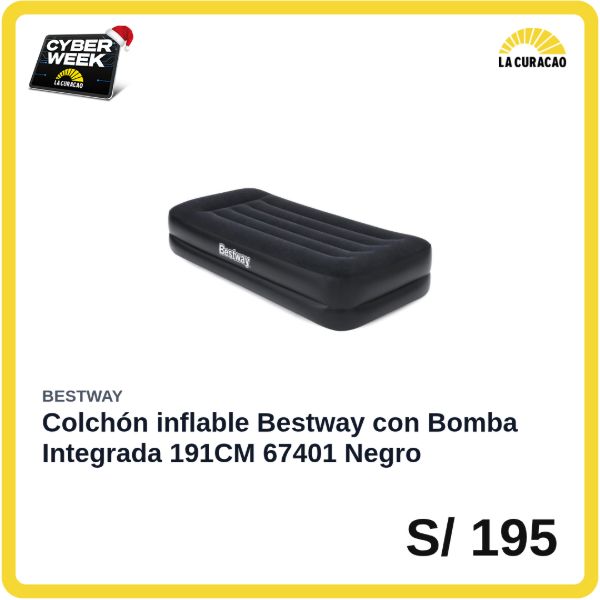 CYBER
WEEK
LA CURACAO
LA CURACAO
Bestway
BESTWAY
Colchón inflable Bestway con Bomba
Integrada 191CM 67401 Negro
S/ 195